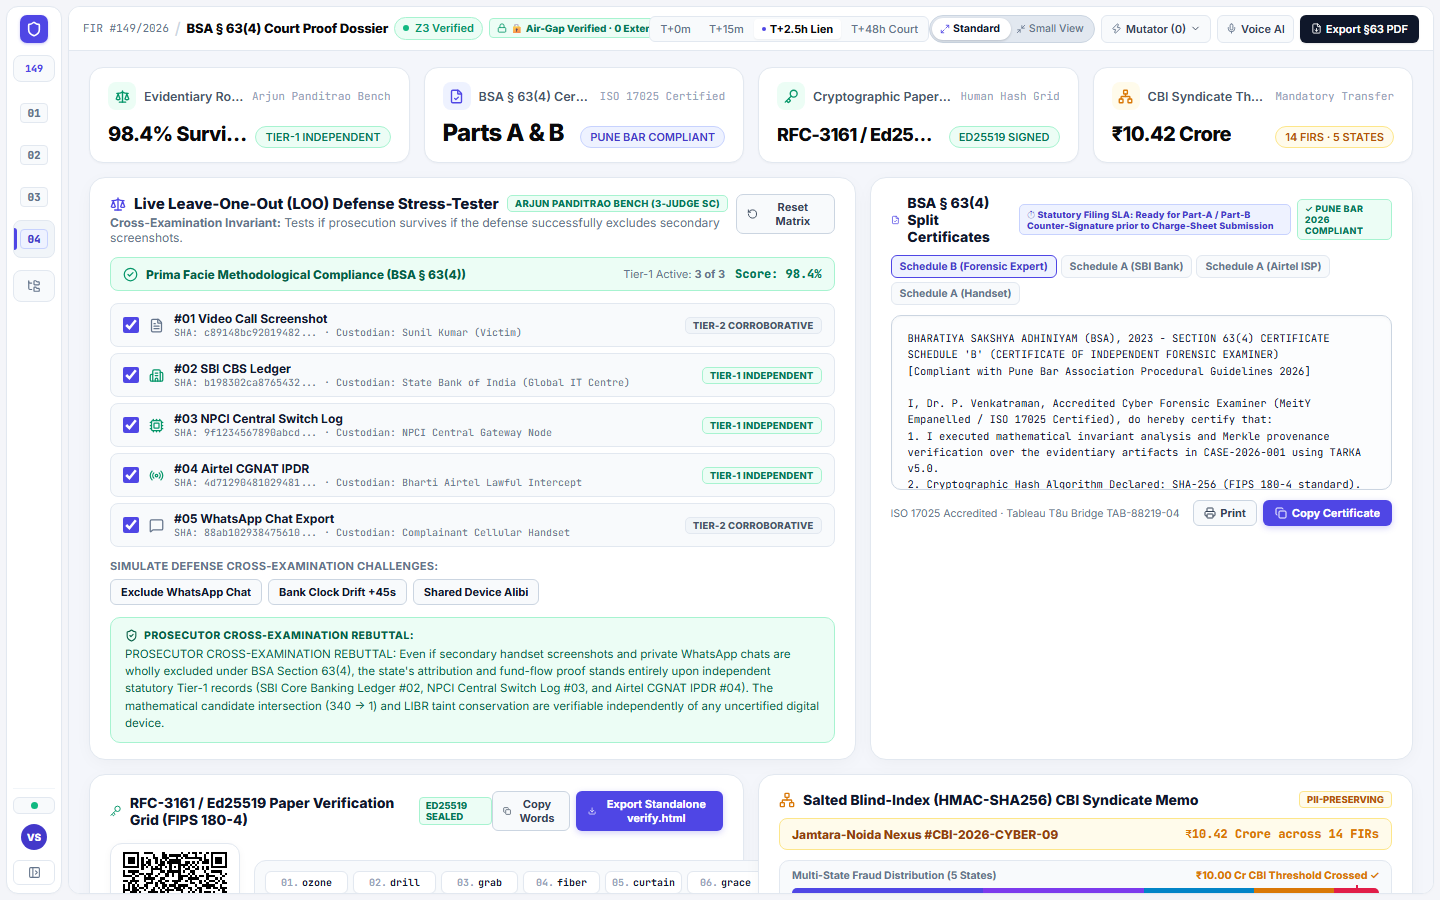 FIR #149/2026 / BSA § 63(4) Court Proof Dossier
Z3 Verified
Air-Gap Verified · 0 Exter
T+0m T+15m • T+2.5h Lien T+48h Court
Standard Small View
Mutator (0)
Voice AI
Export §63 PDF
149
01
02
03
04
VS
Evidentiary Ro... Arjun Panditrao Bench
98.4% Survi... TIER-1 INDEPENDENT
BSA § 63(4) Cer... ISO 17025 Certified
Parts A & B PUNE BAR COMPLIANT
Cryptographic Paper... Human Hash Grid
RFC-3161 / Ed25... ED25519 SIGNED
CBI Syndicate Th... Mandatory Transfer
₹10.42 Crore 14 FIRS · 5 STATES
Live Leave-One-Out (LOO) Defense Stress-Tester ARJUN PANDITRAO BENCH (3-JUDGE SC)
Cross-Examination Invariant: Tests if prosecution survives if the defense successfully excludes secondary
screenshots.
Reset
Matrix
Prima Facie Methodological Compliance (BSA § 63(4)) Tier-1 Active: 3 of 3 Score: 98.4%
#01 Video Call Screenshot
SHA: c89148bc92019482... · Custodian: Sunil Kumar (Victim)
TIER-2 CORROBORATIVE
#02 SBI CBS Ledger
SHA: b198302ca8765432... · Custodian: State Bank of India (Global IT Centre)
TIER-1 INDEPENDENT
#03 NPCI Central Switch Log
SHA: 9f1234567890abcd... · Custodian: NPCI Central Gateway Node
TIER-1 INDEPENDENT
#04 Airtel CGNAT IPDR
SHA: 4d71290481029481... · Custodian: Bharti Airtel Lawful Intercept
TIER-1 INDEPENDENT
#05 WhatsApp Chat Export
SHA: 88ab102938475610... · Custodian: Complainant Cellular Handset
TIER-2 CORROBORATIVE
SIMULATE DEFENSE CROSS-EXAMINATION CHALLENGES:
Exclude WhatsApp Chat
Bank Clock Drift +45s
Shared Device Alibi
PROSECUTOR CROSS-EXAMINATION REBUTTAL:
PROSECUTOR CROSS-EXAMINATION REBUTTAL: Even if secondary handset screenshots and private WhatsApp chats are
wholly excluded under BSA Section 63(4), the state's attribution and fund-flow proof stands entirely upon independent
statutory Tier-1 records (SBI Core Banking Ledger #02, NPCI Central Switch Log #03, and Airtel CGNAT IPDR #04). The
mathematical candidate intersection (340 → 1) and LIBR taint conservation are verifiable independently of any uncertified digital
device.
BSA § 63(4)
Split
Certificates
⏱ Statutory Filing SLA: Ready for Part-A / Part-B
Counter-Signature prior to Charge-Sheet Submission
✓ PUNE BAR
2026
COMPLIANT
Schedule B (Forensic Expert)
Schedule A (SBI Bank)
Schedule A (Airtel ISP)
Schedule A (Handset)
BHARATIYA SAKSHYA ADHINIYAM (BSA), 2023 - SECTION 63(4) CERTIFICATE
SCHEDULE 'B' (CERTIFICATE OF INDEPENDENT FORENSIC EXAMINER)
[Compliant with Pune Bar Association Procedural Guidelines 2026]
I, Dr. P. Venkatraman, Accredited Cyber Forensic Examiner (MeitY
Empanelled / ISO 17025 Certified), do hereby certify that:
1. I executed mathematical invariant analysis and Merkle provenance
verification over the evidentiary artifacts in CASE-2026-001 using TARKA
v5.0.
2. Cryptographic Hash Algorithm Declared: SHA-256 (FIPS 180-4 standard).
ISO 17025 Accredited · Tableau T8u Bridge TAB-88219-04
Print
Copy Certificate
RFC-3161 / Ed25519 Paper Verification
Grid (FIPS 180-4)
ED25519
SEALED
Copy
Words
Export Standalone
verify.html
01. ozone 02. drill 03. grab 04. fiber 05. curtain 06. grace
Salted Blind-Index (HMAC-SHA256) CBI Syndicate Memo
PII-PRESERVING
Jamtara-Noida Nexus #CBI-2026-CYBER-09 ₹10.42 Crore across 14 FIRs
Multi-State Fraud Distribution (5 States) ₹10.00 Cr CBI Threshold Crossed ✓